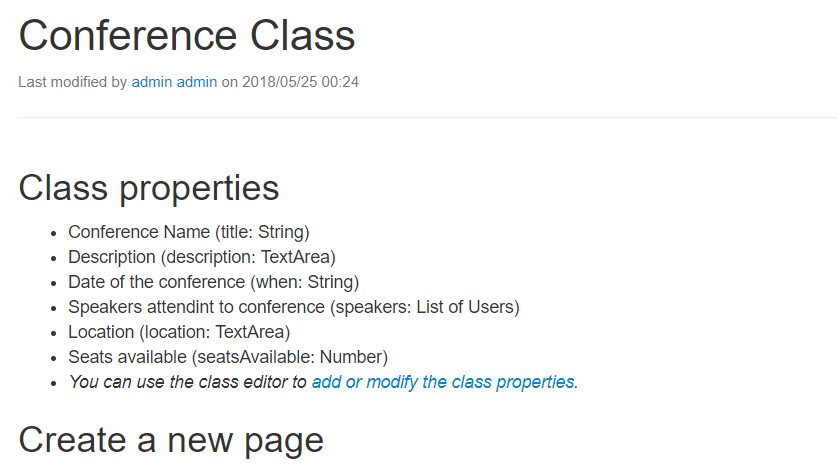 Conference Class
Last modified by admin admin on 2018/05/25 00:24
Class properties
Conference Name (title: String)
Description (description: TextArea)
Date of the conference (when: String)
Speakers attendint to conference (speakers: List of Users)
Location (location: TextArea)
Seats available (seatsAvailable: Number)
You can use the class editor to add or modify the class properties.
Create a new page